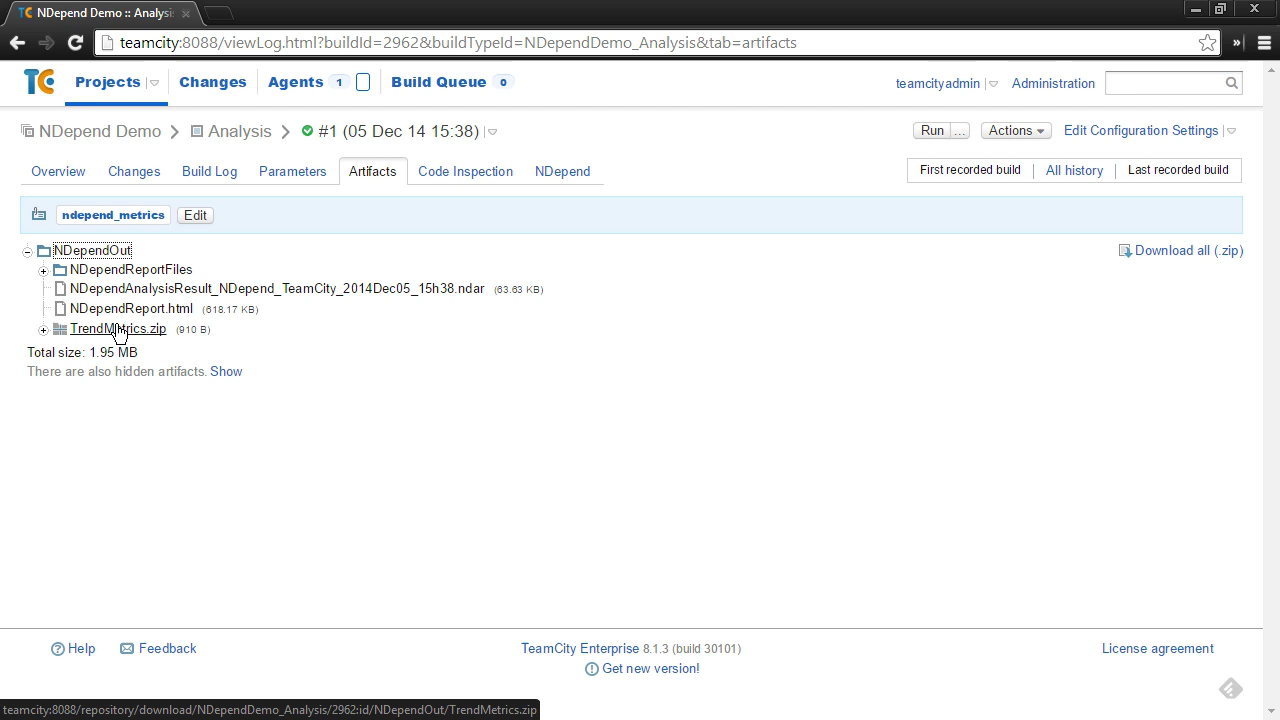 NDepend Demo :: Analysis
teamcity:8088/viewLog.html?buildId=2962&buildTypeId=NDependDemo_Analysis&tab=artifacts
TC Projects Changes Agents 1 Build Queue 0 teamcityadmin Administration
NDepend Demo Analysis #1 (05 Dec 14 15:38) Run ... Actions Edit Configuration Settings
Overview Changes Build Log Parameters Artifacts Code Inspection NDepend First recorded build All history Last recorded build
ndepend_metrics Edit
NDependOut Download all (.zip)
NDependReportFiles
NDependAnalysisResult_NDepend_TeamCity_2014Dec05_15h38.ndar (63.63 KB)
NDependReport.html (618.17 KB)
TrendMetrics.zip (910 B)
Total size: 1.95 MB
There are also hidden artifacts. Show
Help Feedback TeamCity Enterprise 8.1.3 (build 30101) License agreement
Get new version!
teamcity:8088/repository/download/NDependDemo_Analysis/2962:id/NDependOut/TrendMetrics.zip